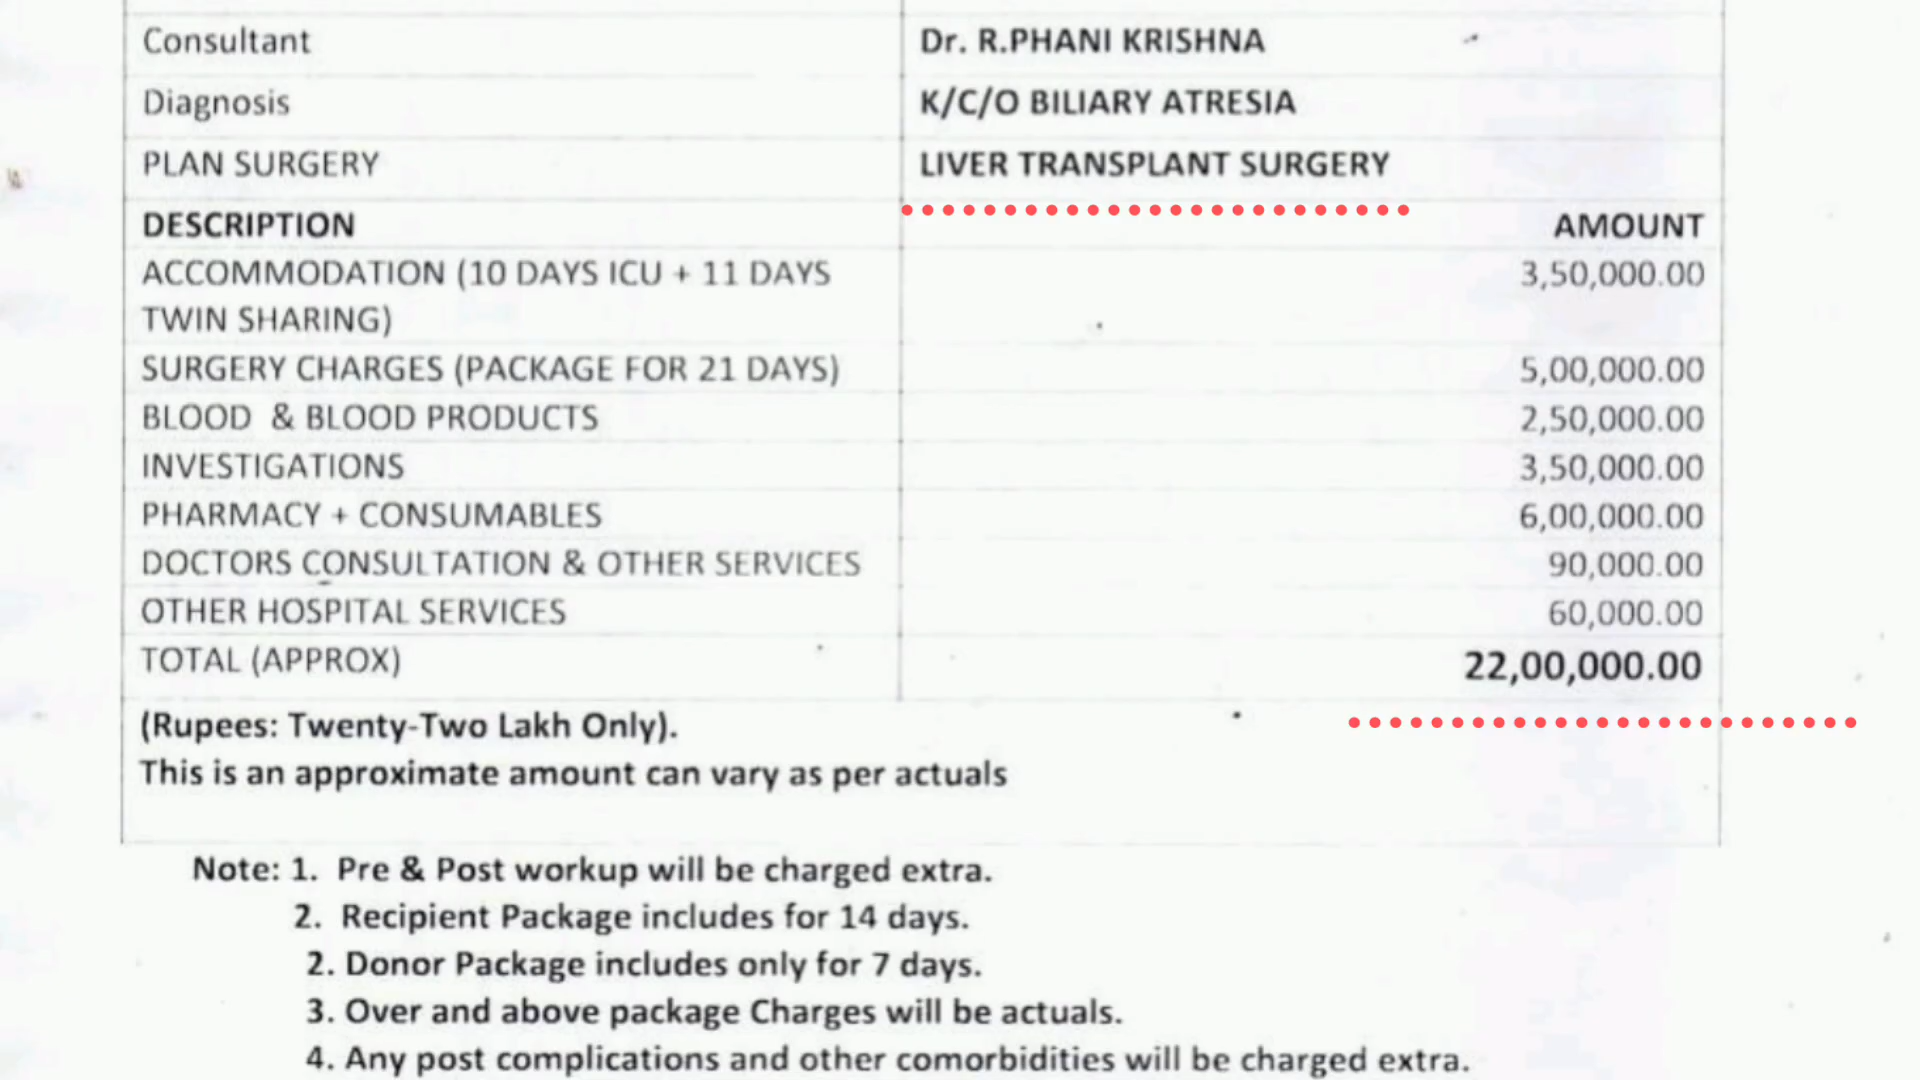 Consultant Dr. R.PHANI KRISHNA
Diagnosis K/C/O BILIARY ATRESIA
PLAN SURGERY LIVER TRANSPLANT SURGERY
DESCRIPTION AMOUNT
ACCOMMODATION (10 DAYS ICU + 11 DAYS 3,50,000.00
TWIN SHARING)
SURGERY CHARGES (PACKAGE FOR 21 DAYS) 5,00,000.00
BLOOD & BLOOD PRODUCTS 2,50,000.00
INVESTIGATIONS 3,50,000.00
PHARMACY + CONSUMABLES 6,00,000.00
DOCTORS CONSULTATION & OTHER SERVICES 90,000.00
OTHER HOSPITAL SERVICES 60,000.00
TOTAL (APPROX) 22,00,000.00
(Rupees: Twenty-Two Lakh Only).
This is an approximate amount can vary as per actuals
Note: 1. Pre & Post workup will be charged extra.
2. Recipient Package includes for 14 days.
2. Donor Package includes only for 7 days.
3. Over and above package Charges will be actuals.
4. Any post complications and other comorbidities will be charged extra.